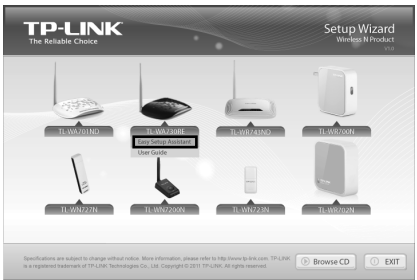 TP-LINK®
The Reliable Choice
Setup Wizard
Wireless N Product
V1.0
TL-WA701ND
TL-WA730RE
TL-WR743ND
TL-WR700N
Easy Setup Assistant
User Guide
TL-WN727N
TL-WN7200N
TL-WN723N
TL-WR702N
Specifications are subject to change without notice. More information, please refer to http://www.tp-link.com. TP-LINK
is a registered trademark of TP-LINK Technologies Co., Ltd. Copyright © 2011 TP-LINK. All rights reserved.
Browse CD
EXIT